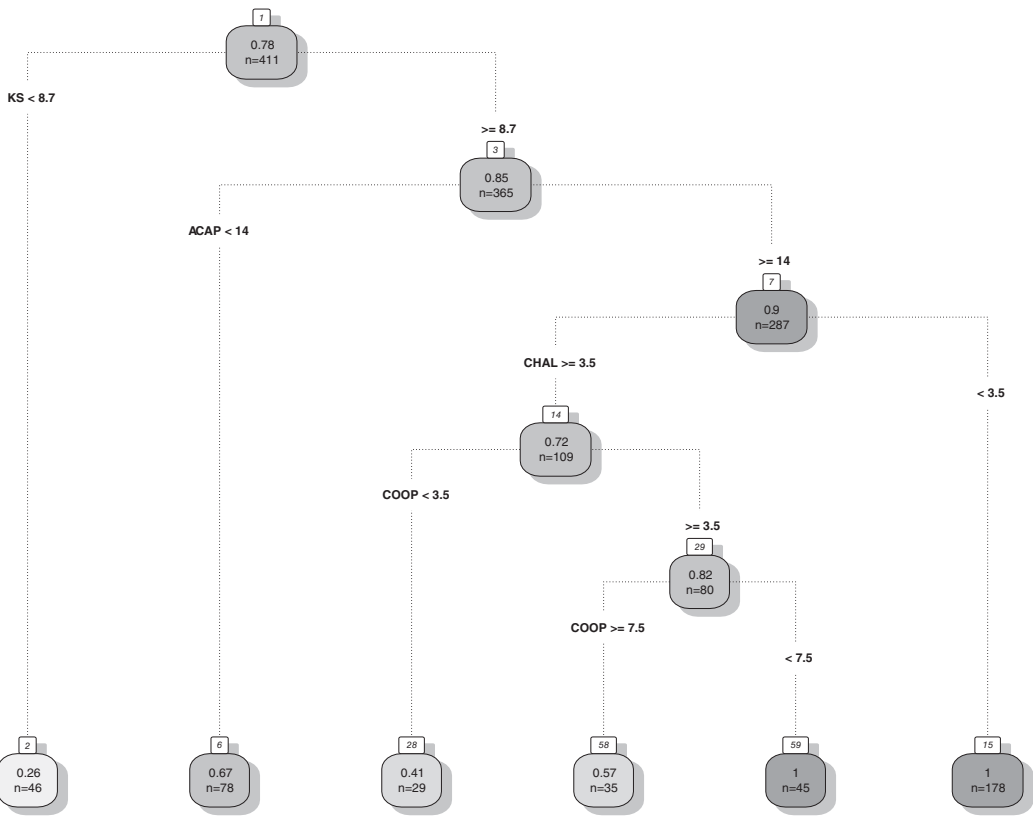 1
0.78
n=411
KS < 8.7
>= 8.7
3
0.85
n=365
ACAP < 14
>= 14
7
0.9
n=287
CHAL >= 3.5
< 3.5
14
0.72
n=109
COOP < 3.5
>= 3.5
29
0.82
n=80
COOP >= 7.5
< 7.5
2
0.26
n=46
6
0.67
n=78
28
0.41
n=29
58
0.57
n=35
59
1
n=45
15
1
n=178